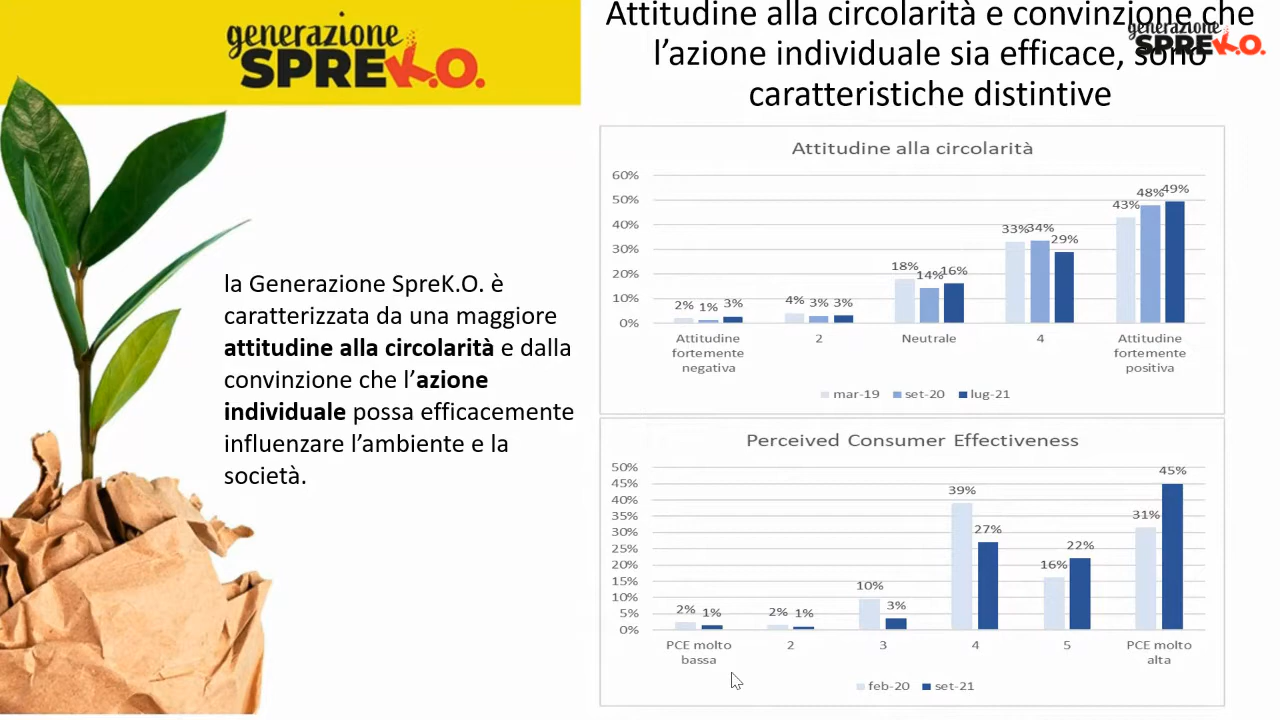 generazione
SPREK.O.
Attitudine alla circolarità e convinzione che
l'azione individuale sia efficace, sono
caratteristiche distintive
generazione
SPREK.O.
la Generazione SpreK.O. è
caratterizzata da una maggiore
attitudine alla circolarità e dalla
convinzione che l'azione
individuale possa efficacemente
influenzare l'ambiente e la
società.
Attitudine alla circolarità
60%
50%
40%
30%
20%
10%
0%
2% 1% 3%
4% 3% 3%
18% 14% 16%
33% 34% 29%
43% 48% 49%
Attitudine fortemente negativa
2
Neutrale
4
Attitudine fortemente positiva
mar-19 set-20 lug-21
Perceived Consumer Effectiveness
50%
45%
40%
35%
30%
25%
20%
15%
10%
5%
0%
2% 1%
2% 1%
10% 3%
39% 27%
16% 22%
31% 45%
PCE molto bassa
2
3
4
5
PCE molto alta
feb-20 set-21